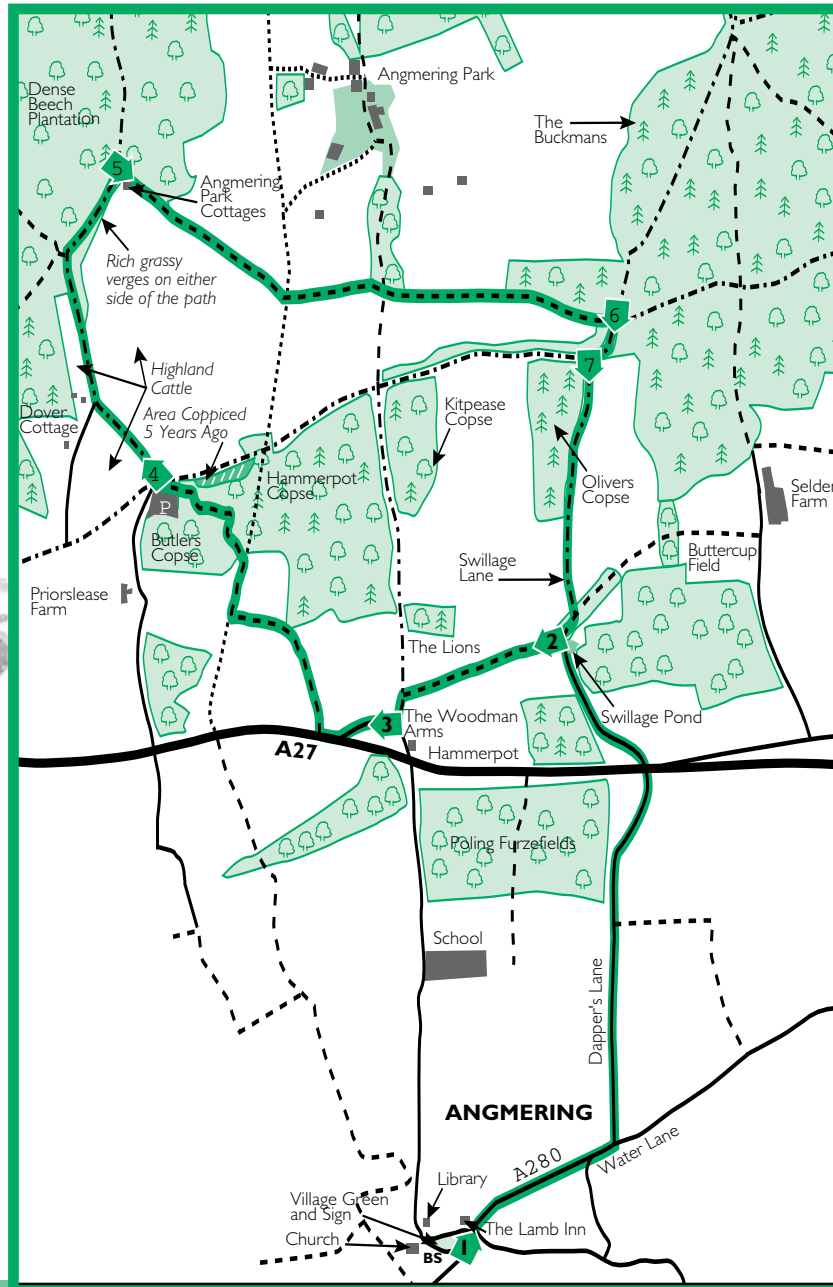 Angmering Park
Dense
Beech
Plantation
The
Buckmans
5
Angmering
Park
Cottages
Rich grassy
verges on either
side of the path
6
7
Highland
Cattle
Dover
Cottage
Area Coppiced
5 Years Ago
Kitpease
Copse
4
Hammerpot
Copse
Olivers
Copse
Selden
Farm
P
Butlers
Copse
Swillage
Lane
Buttercup
Field
Priorslease
Farm
The Lions
2
Swillage Pond
3
The Woodman
Arms
A27
Hammerpot
Poling Furzefields
School
Dapper's Lane
ANGMERING
A280
Water Lane
Library
Village Green
and Sign
The Lamb Inn
Church
BS
1